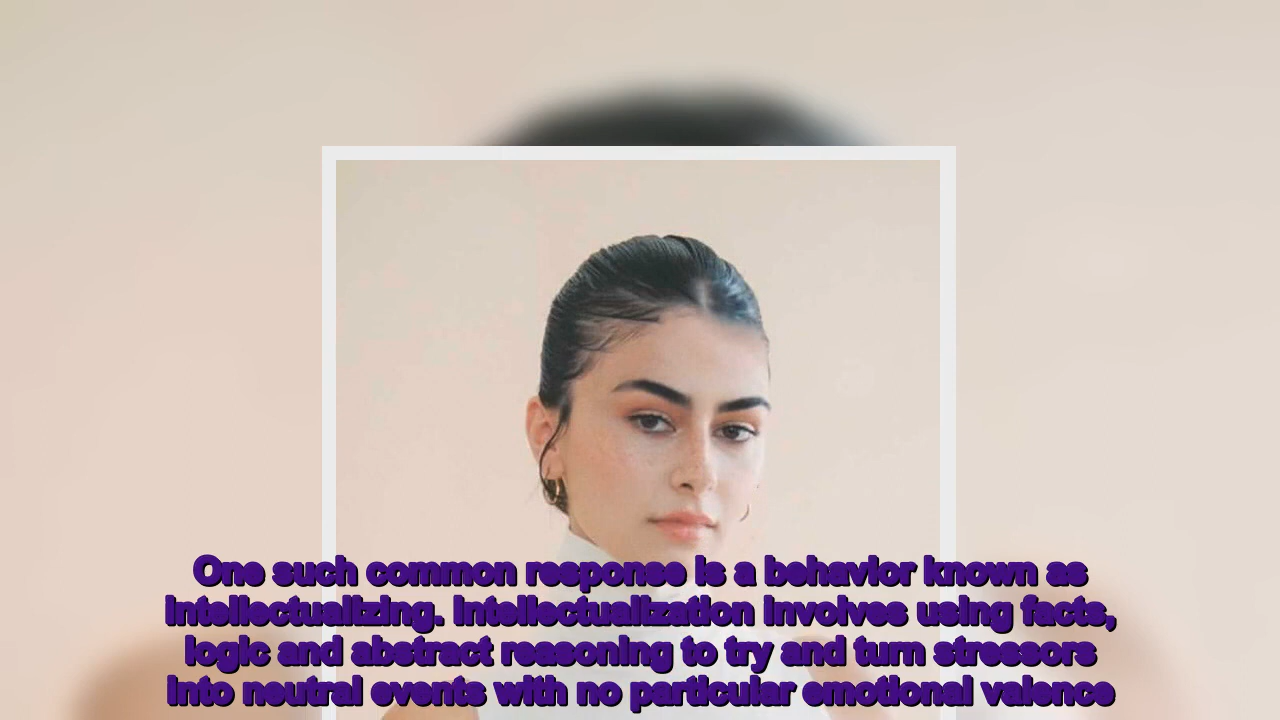 One such common response is a behavior known as
intellectualizing. Intellectualization involves using facts,
logic and abstract reasoning to try and turn stressors
into neutral events with no particular emotional valence